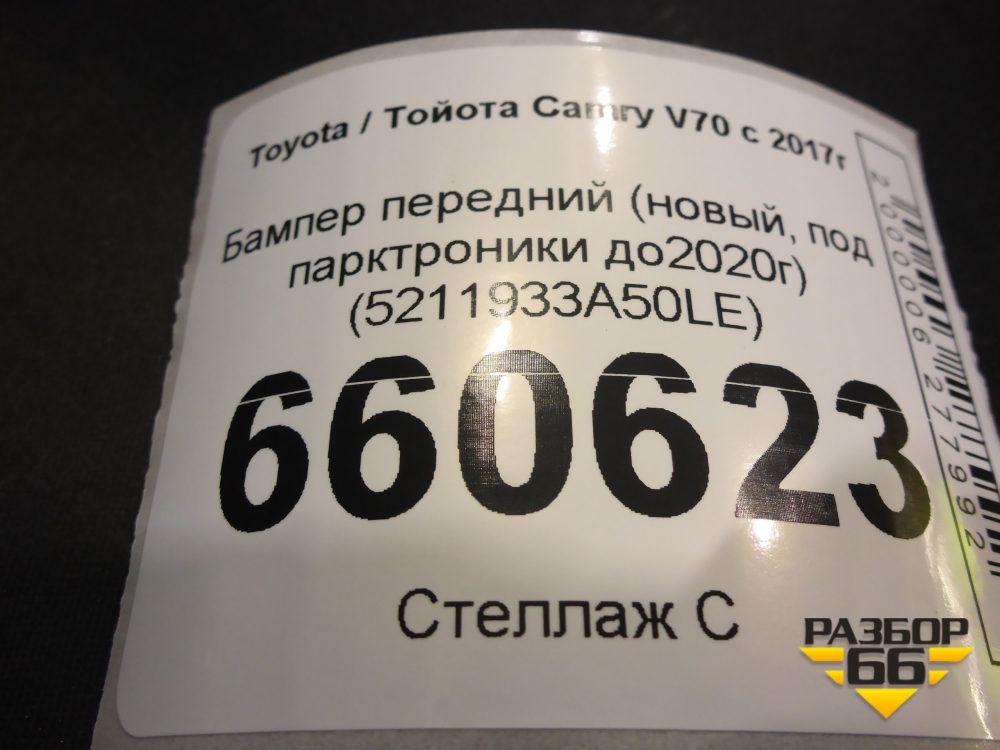 Toyota / Тойота Camry V70 с 2017г
Бампер передний (новый, под
парктроники до2020г)
(5211933A50LE)
660623
Стеллаж С
2000006277992
РАЗБОР
66